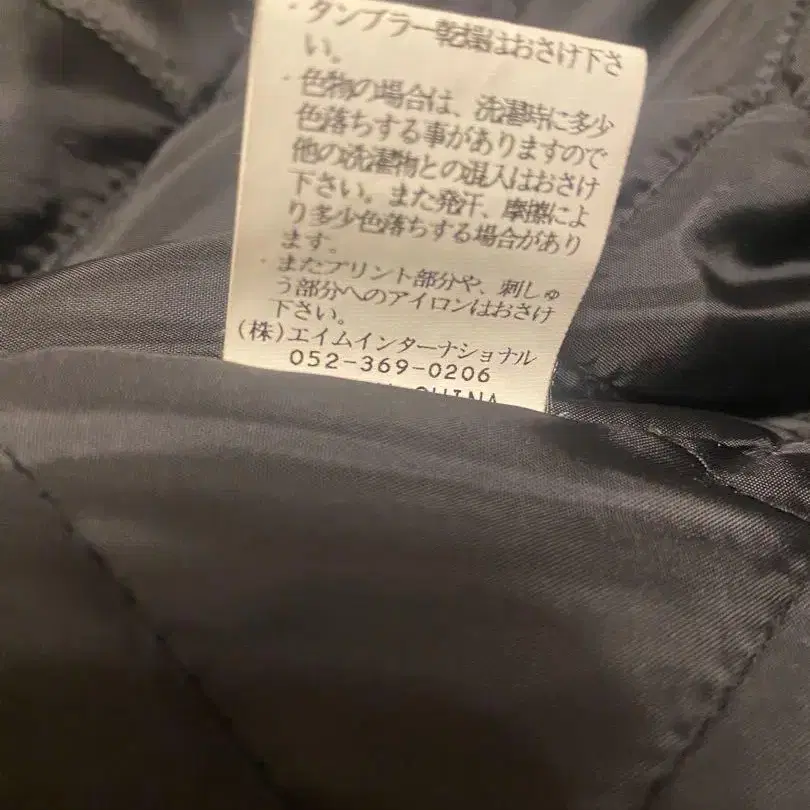 ・タンブラー乾燥はおさけ下さ
い。
・色物の場合は、洗濯時に多少
色落ちする事がありますので
他の洗濯物との混入はおさけ
下さい。また発汗、摩擦によ
り多少色落ちする場合があり
ます。
・またプリント部分や、刺しゅ
う部分へのアイロンはおさけ
下さい。
(株)エイムインターナショナル
052-369-0206
CHINA